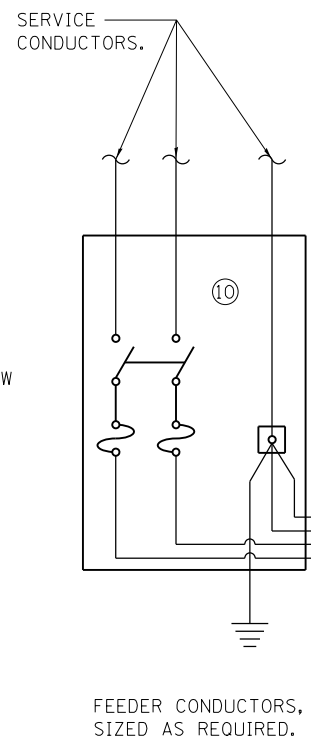 SERVICE
CONDUCTORS.
10
W
FEEDER CONDUCTORS,
SIZED AS REQUIRED.